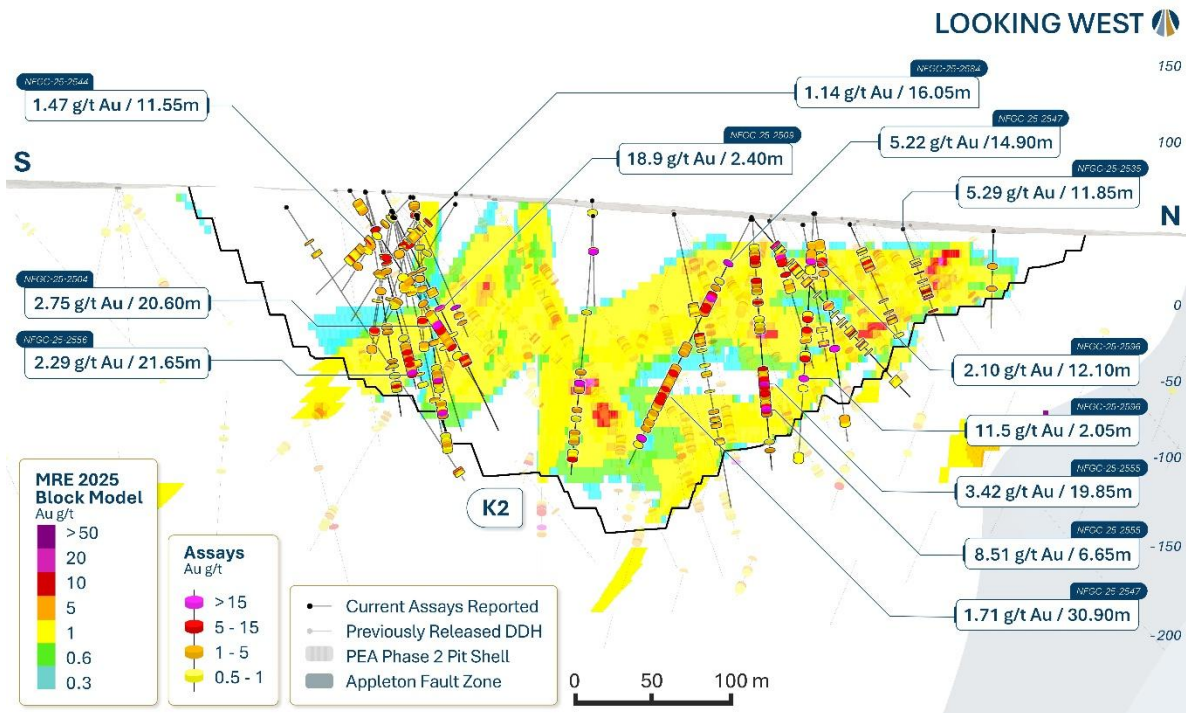 LOOKING WEST
150
100
0
-50
-100
-150
-200
S
N
NFGC-25-2544
1.47 g/t Au / 11.55m
NFGC-25-2584
1.14 g/t Au / 16.05m
NFGC-25-2509
18.9 g/t Au / 2.40m
NFGC-25-2547
5.22 g/t Au /14.90m
NFGC-25-2535
5.29 g/t Au / 11.85m
NFGC-25-2504
2.75 g/t Au / 20.60m
NFGC-25-2556
2.29 g/t Au / 21.65m
NFGC-25-2596
2.10 g/t Au / 12.10m
NFGC-25-2596
11.5 g/t Au / 2.05m
NFGC-25-2555
3.42 g/t Au / 19.85m
NFGC-25-2555
8.51 g/t Au / 6.65m
NFGC-25-2547
1.71 g/t Au / 30.90m
K2
MRE 2025
Block Model
Au g/t
>50
20
10
5
1
0.6
0.3
Assays
Au g/t
>15
5 - 15
1 - 5
0.5 - 1
Current Assays Reported
Previously Released DDH
PEA Phase 2 Pit Shell
Appleton Fault Zone
0 50 100 m